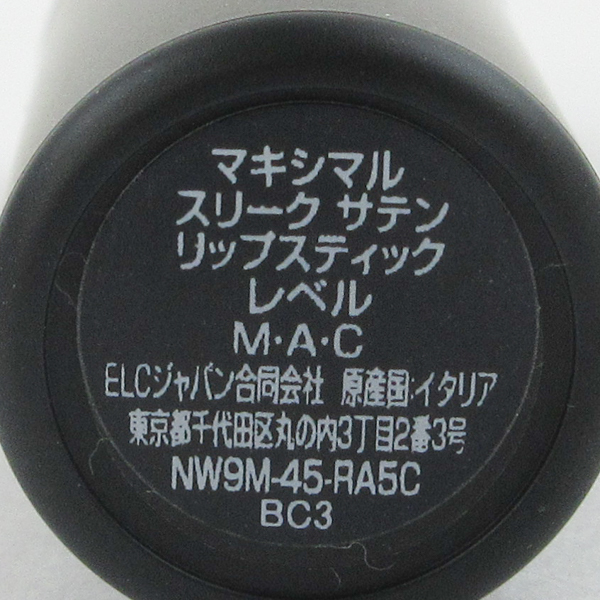 マキシマル
スリーク サテン
リップスティック
レベル
M・A・C
ELCジャパン合同会社 原産国:イタリア
東京都千代田区丸の内3丁目2番3号
NW9M-45-RA5C
BC3